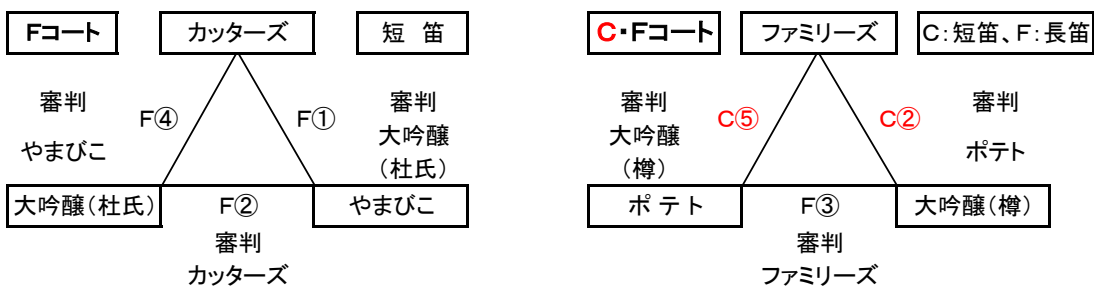 Fコート カッターズ 短 笛
審判
やまびこ
F④ F①
審判
大吟醸
(杜氏)
大吟醸(杜氏) F② やまびこ
審判
カッターズ
C・Fコート ファミリーズ C:短笛、F:長笛
審判
大吟醸
(樽)
C⑤ C②
審判
ポテト
ポ テ ト F③ 大吟醸(樽)
審判
ファミリーズ